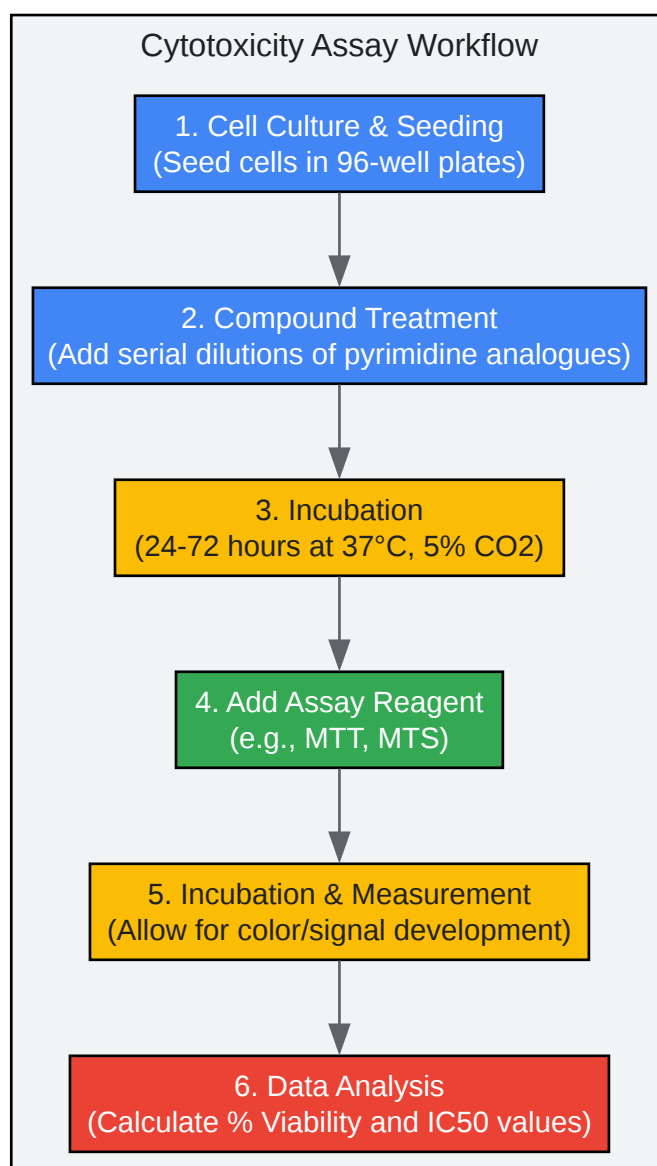 Cytotoxicity Assay Workflow
1. Cell Culture & Seeding
(Seed cells in 96-well plates)
2. Compound Treatment
(Add serial dilutions of pyrimidine analogues)
3. Incubation
(24-72 hours at 37°C, 5% CO2)
4. Add Assay Reagent
(e.g., MTT, MTS)
5. Incubation & Measurement
(Allow for color/signal development)
6. Data Analysis
(Calculate % Viability and IC50 values)